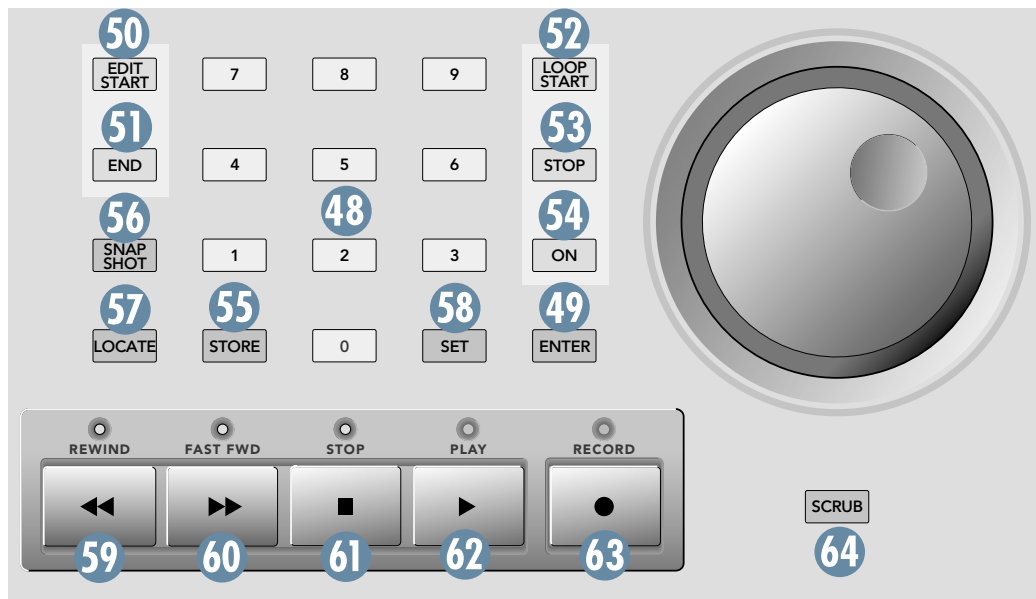 50 52
EDIT START 7 8 9 LOOP START
51 53
END 4 5 6 STOP
56 48 54
SNAP SHOT 1 2 3 ON
57 55 58 49
LOCATE STORE 0 SET ENTER
REWIND FAST FWD STOP PLAY RECORD
SCRUB
59 60 61 62 63 64